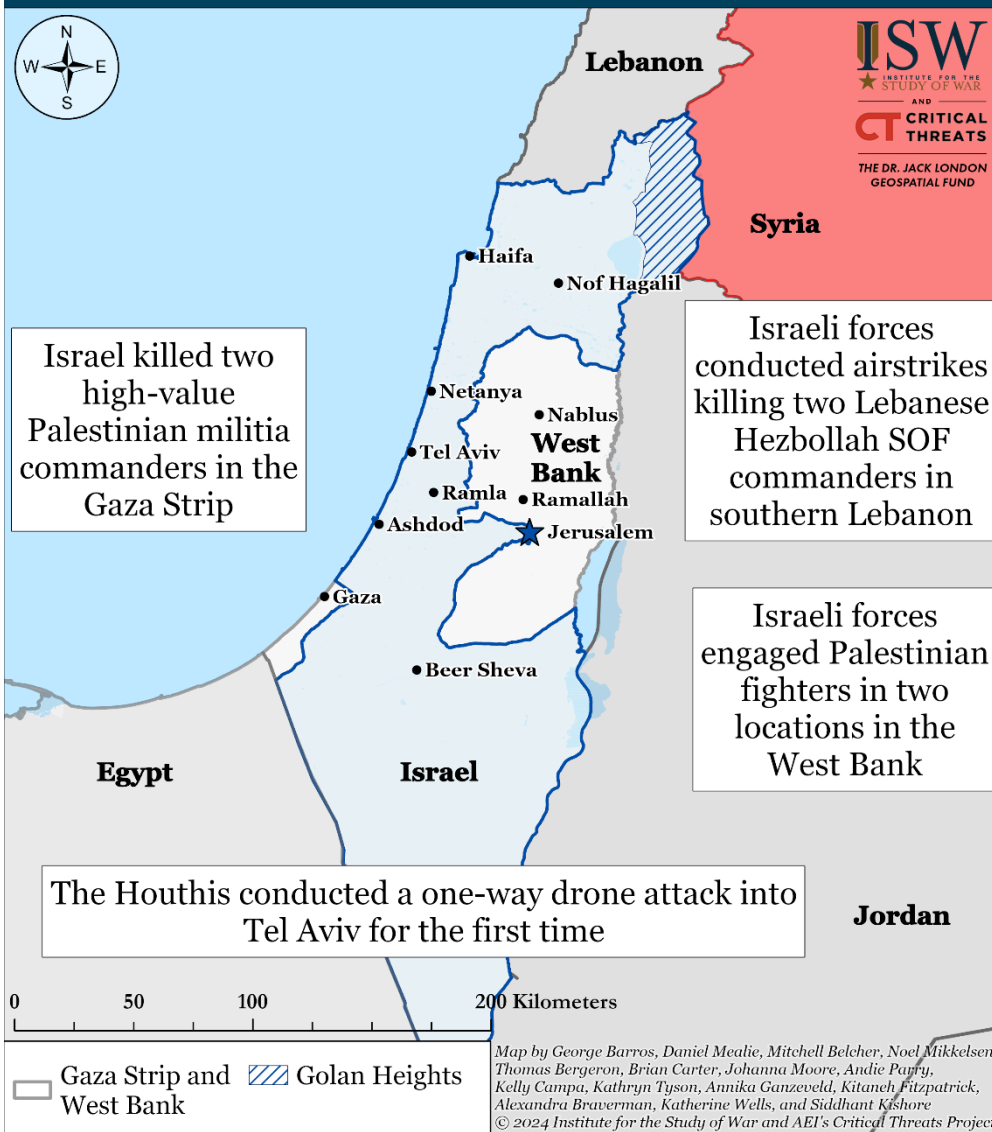 N
W E
S
Lebanon
ISW
INSTITUTE FOR THE
STUDY OF WAR
AND
CT CRITICAL
THREATS
THE DR. JACK LONDON
GEOSPATIAL FUND
Syria
Haifa
Nof Hagalil
Israel killed two
high-value
Palestinian militia
commanders in the
Gaza Strip
Israeli forces
conducted airstrikes
killing two Lebanese
Hezbollah SOF
commanders in
southern Lebanon
Netanya
Nablus
Tel Aviv
West
Bank
Ramla
Ramallah
Ashdod
Jerusalem
Gaza
Israeli forces
engaged Palestinian
fighters in two
locations in the
West Bank
Beer Sheva
Egypt
Israel
The Houthis conducted a one-way drone attack into
Tel Aviv for the first time
Jordan
0 50 100 200 Kilometers
Gaza Strip and
West Bank
Golan Heights
Map by George Barros, Daniel Mealie, Mitchell Belcher, Noel Mikkelsen,
Thomas Bergeron, Brian Carter, Johanna Moore, Andie Parry,
Kelly Campa, Kathryn Tyson, Annika Ganzeveld, Kitaneh Fitzpatrick,
Alexandra Braverman, Katherine Wells, and Siddhant Kishore
© 2024 Institute for the Study of War and AEI's Critical Threats Project